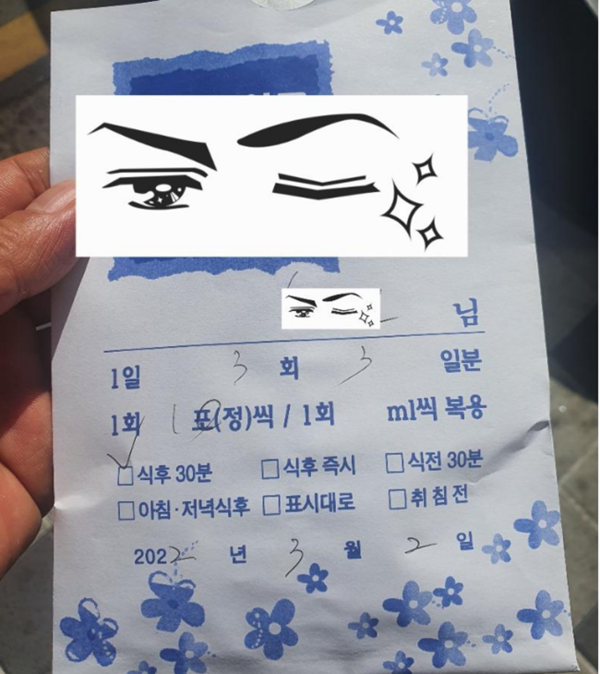 님
1일 3 회 3 일분
1회 1 포(정)씩 / 1회 ml씩 복용
☑식후 30분 □식후 즉시 □식전 30분
□아침·저녁식후 □표시대로 □취침전
2022 년 3 월 2 일